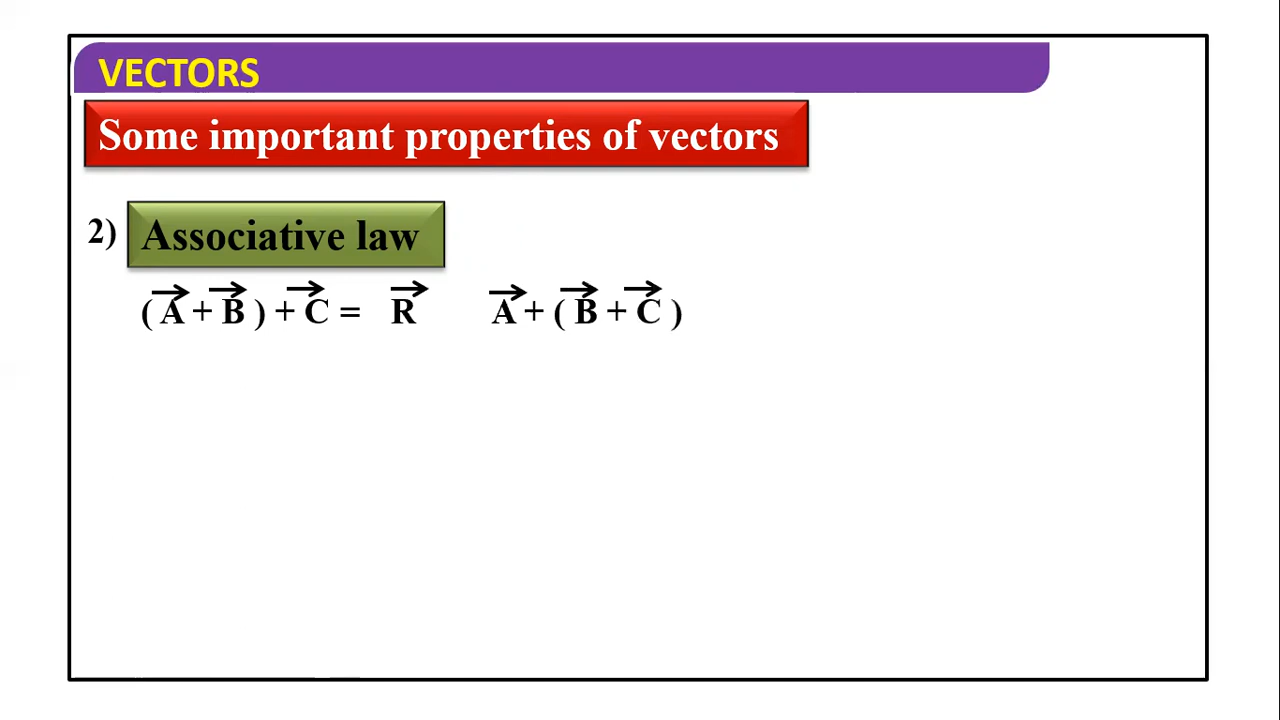 VECTORS
Some important properties of vectors
2) Associative law
( A⃗ + B⃗ ) + C⃗ = R⃗ A⃗ + ( B⃗ + C⃗ )